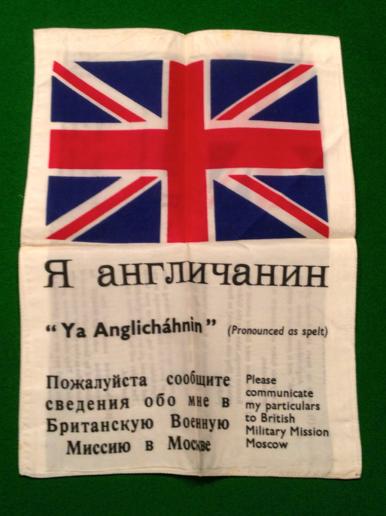 Я англичанин
“Ya Anglicháhnin” (Pronounced as spelt)
Пожалуйста сообщите
сведения обо мне в
Британскую Военную
Миссию в Москве
Please
communicate
my particulars
to British
Military Mission
Moscow